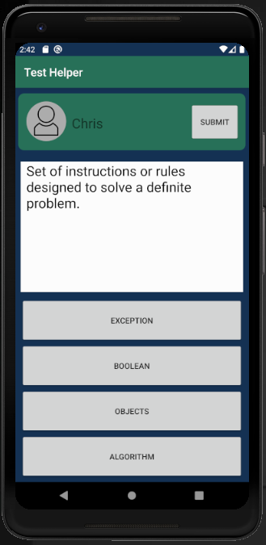 2:42
Test Helper
Chris
SUBMIT
Set of instructions or rules
designed to solve a definite
problem.
EXCEPTION
BOOLEAN
OBJECTS
ALGORITHM